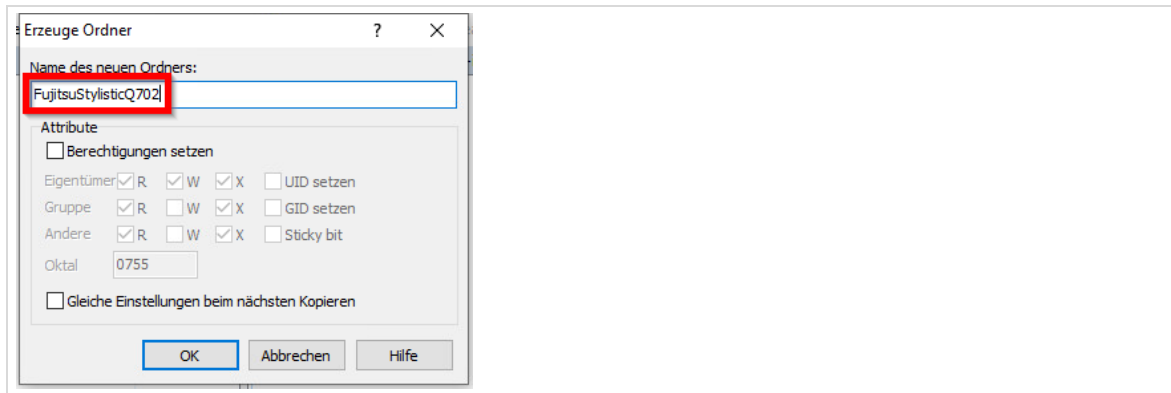 Erzeuge Ordner ? X
Name des neuen Ordners:
FujitsuStylisticQ702
Attribute
Berechtigungen setzen
Eigentümer R W X UID setzen
Gruppe R W X GID setzen
Andere R W X Sticky bit
Oktal 0755
Gleiche Einstellungen beim nächsten Kopieren
OK Abbrechen Hilfe